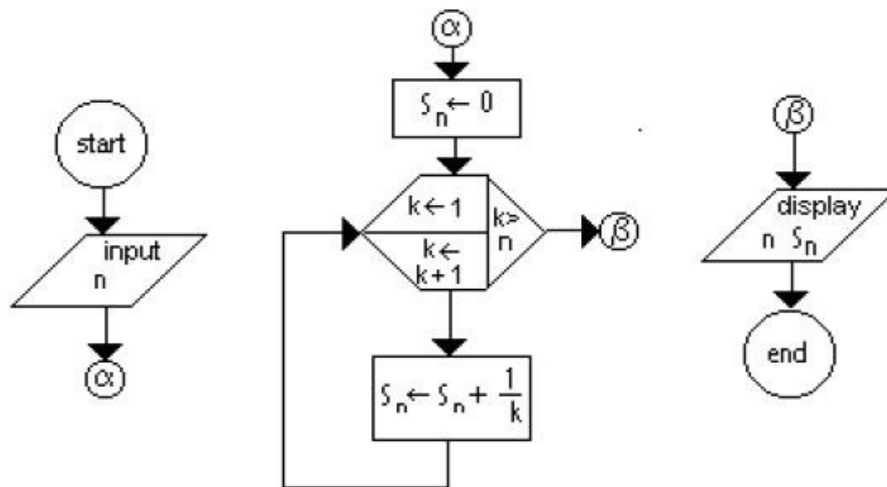 start
input
n
α
α
Sₙ ← 0
k ← 1
k ←
k + 1
k>
n
β
Sₙ ← Sₙ + 1/k
β
display
n Sₙ
end